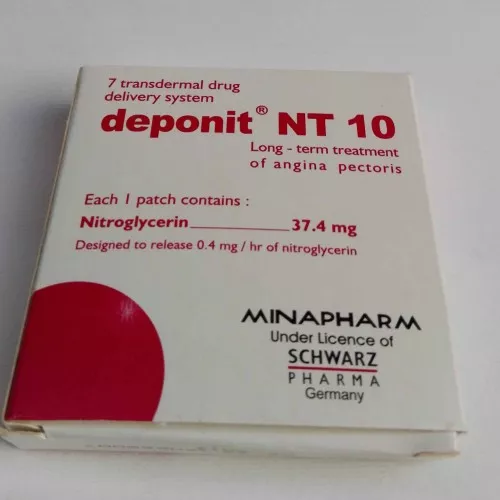 7 transdermal drug
delivery system
deponit® NT 10
Long - term treatment
of angina pectoris
Each 1 patch contains :
Nitroglycerin 37.4 mg
Designed to release 0.4 mg / hr of nitroglycerin
MINAPHARM
Under Licence of
SCHWARZ
PHARMA
Germany